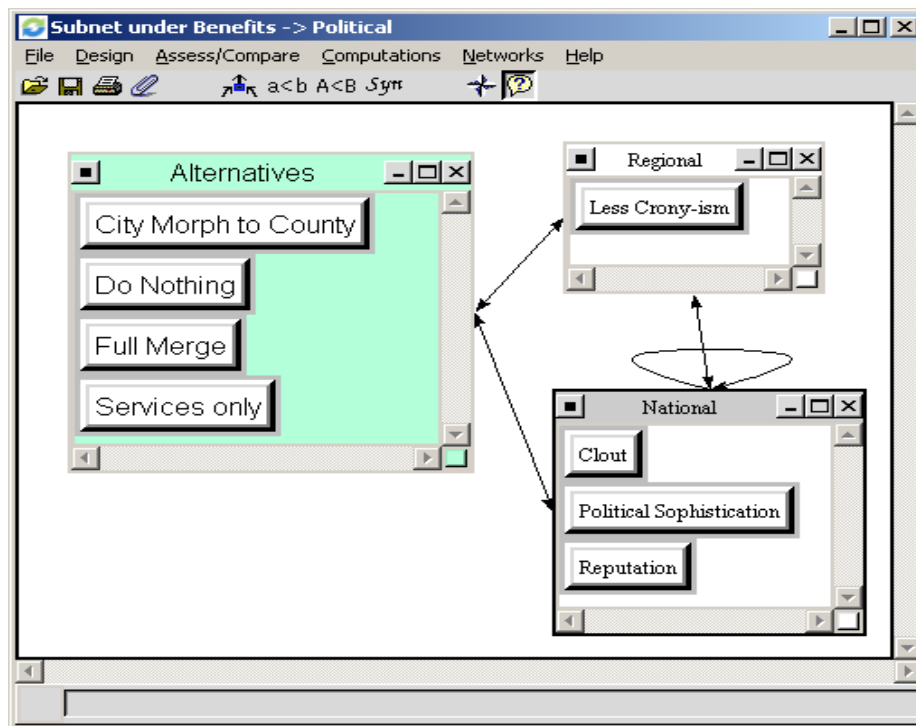 Subnet under Benefits -> Political
File Design Assess/Compare Computations Networks Help
a<b A<B Syn
Alternatives
City Morph to County
Do Nothing
Full Merge
Services only
Regional
Less Crony-ism
National
Clout
Political Sophistication
Reputation